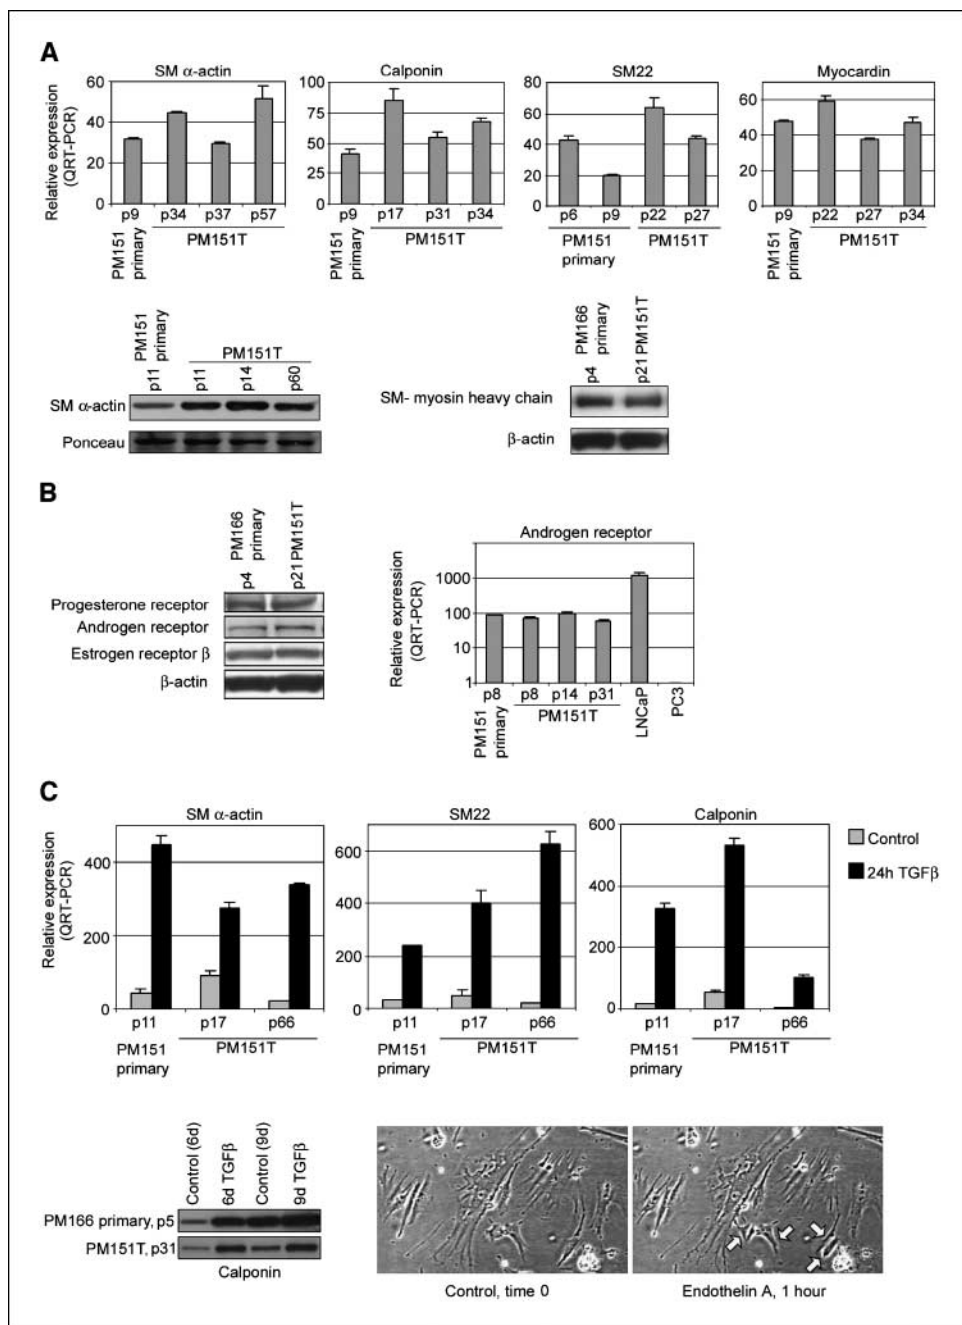 A
SM α-actin
Calponin
SM22
Myocardin
Relative expression
(QRT-PCR)
60
40
20
0
100
75
50
25
0
80
60
40
20
0
60
40
20
0
p9 p34 p37 p57
p9 p17 p31 p34
p6 p9 p22 p27
p9 p22 p27 p34
PM151
primary
PM151T
PM151
primary
PM151T
PM151
primary
PM151T
PM151
primary
PM151T
PM151
primary
PM151T
p11 p11 p14 p60
SM α-actin
Ponceau
PM166
primary
p4
p21 PM151T
SM- myosin heavy chain
β-actin
B
PM166
primary
p4
p21 PM151T
Progesterone receptor
Androgen receptor
Estrogen receptor β
β-actin
Androgen receptor
Relative expression
(QRT-PCR)
1000
100
10
1
p8 p8 p14 p31
PM151
primary
PM151T
LNCaP
PC3
C
SM α-actin
SM22
Calponin
Relative expression
(QRT-PCR)
400
200
0
600
400
200
0
600
400
200
0
Control
24h TGFβ
p11 p17 p66
p11 p17 p66
p11 p17 p66
PM151
primary
PM151T
PM151
primary
PM151T
PM151
primary
PM151T
Control (6d)
6d TGFβ
Control (9d)
9d TGFβ
PM166 primary, p5
PM151T, p31
Calponin
Control, time 0
Endothelin A, 1 hour